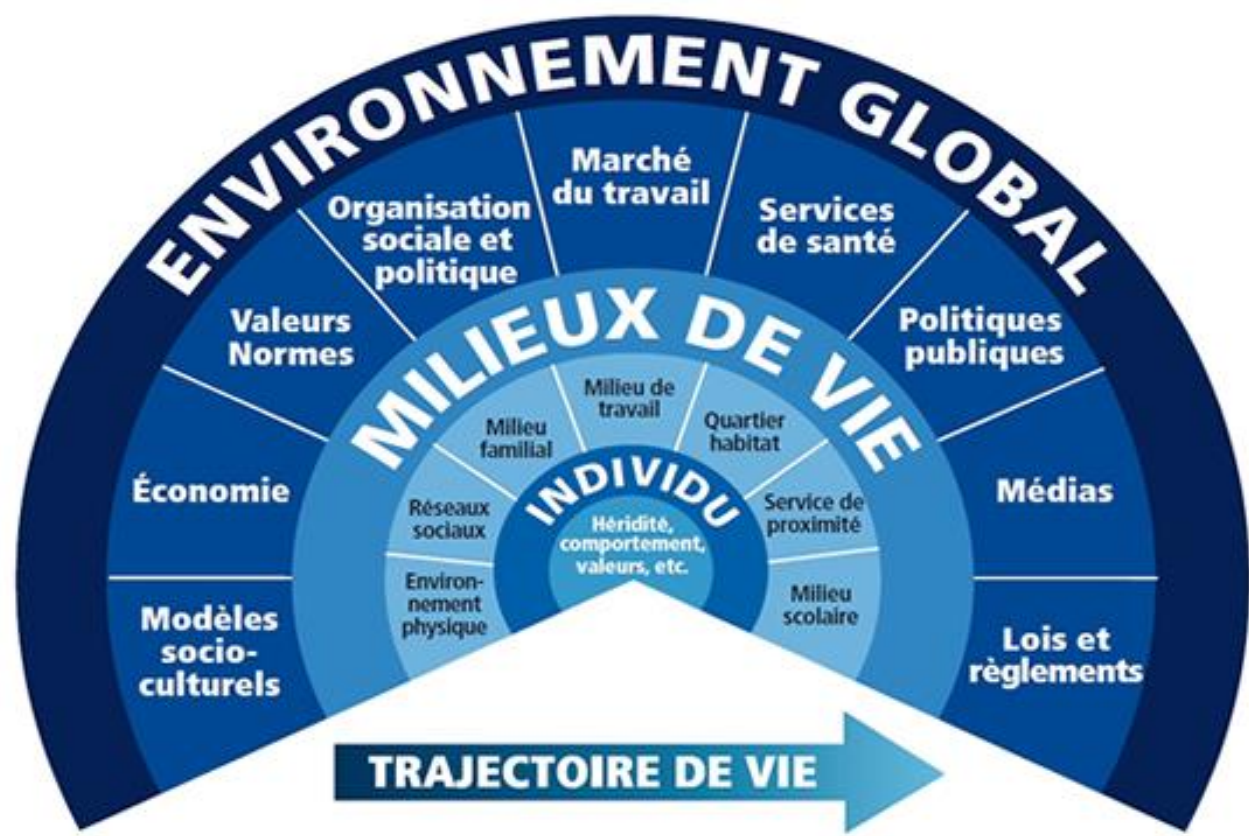 ENVIRONNEMENT GLOBAL
Modèles
socio-
culturels
Économie
Valeurs
Normes
Organisation
sociale et
politique
Marché
du travail
Services
de santé
Politiques
publiques
Médias
Lois et
règlements
MILIEUX DE VIE
Environ-
nement
physique
Réseaux
sociaux
Milieu
familial
Milieu de
travail
Quartier
habitat
Service de
proximité
Milieu
scolaire
INDIVIDU
Héridité,
comportement,
valeurs, etc.
TRAJECTOIRE DE VIE